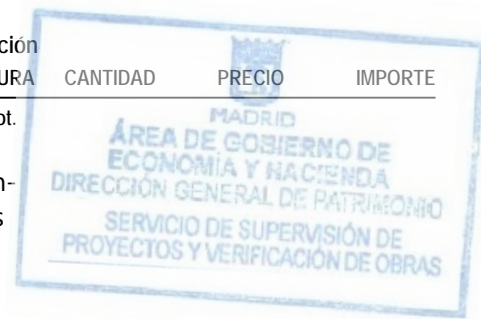 ción
URA CANTIDAD PRECIO IMPORTE
ot.
MADRID
ÁREA DE GOBIERNO DE
ECONOMÍA Y HACIENDA
n-
DIRECCIÓN GENERAL DE PATRIMONIO
s
SERVICIO DE SUPERVISIÓN DE
PROYECTOS Y VERIFICACIÓN DE OBRAS